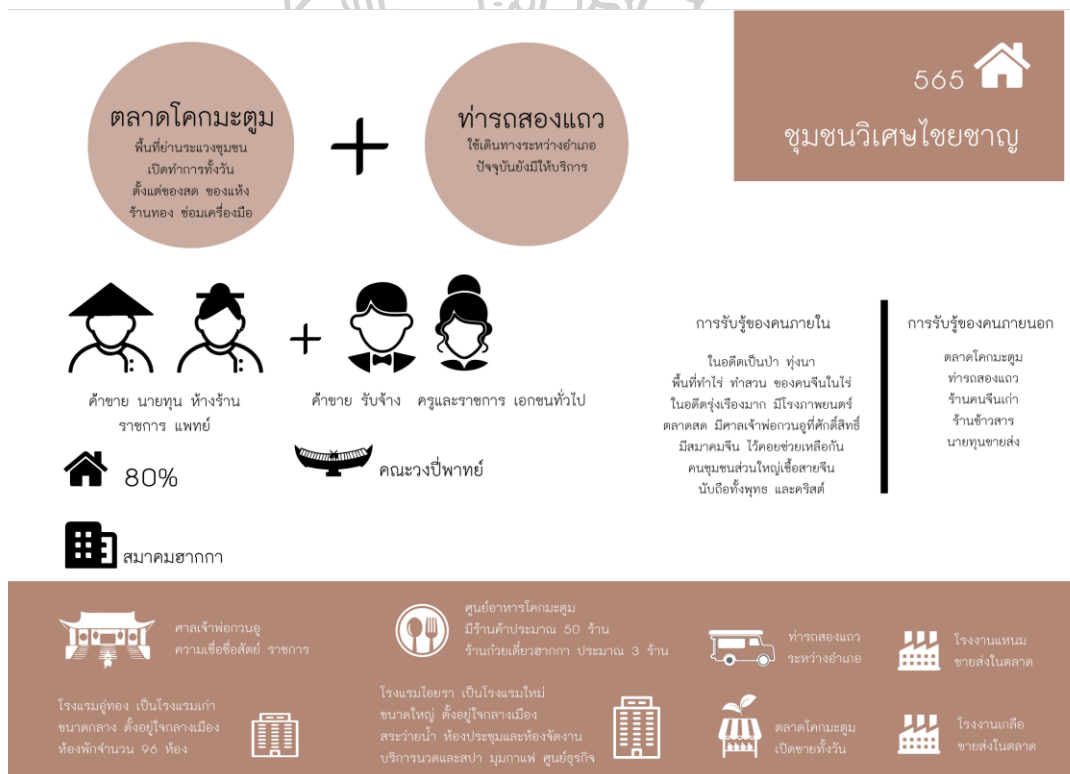 565
ชุมชนวิเศษไชยชาญ
ตลาดโคกมะตูม
พื้นที่ย่านระแวงชุมชน
เปิดทำการทั้งวัน
ตั้งแต่ของสด ของแห้ง
ร้านทอง ซ่อมเครื่องมือ
+
ท่ารถสองแถว
ใช้เดินทางระหว่างอำเภอ
ปัจจุบันยังมีให้บริการ
ค้าขาย นายทุน ห้างร้าน
ราชการ แพทย์
+
ค้าขาย รับจ้าง ครูและราชการ เอกชนทั่วไป
80%
คณะวงปี่พาทย์
สมาคมฮากกา
การรับรู้ของคนภายใน
ในอดีตเป็นป่า ทุ่งนา
พื้นที่ทำไร่ ทำสวน ของคนจีนในไร่
ในอดีตรุ่งเรืองมาก มีโรงภาพยนตร์
ตลาดสด มีศาลเจ้าพ่อกวนอูที่ศักดิ์สิทธิ์
มีสมาคมจีน ไว้คอยช่วยเหลือกัน
คนชุมชนส่วนใหญ่เชื้อสายจีน
นับถือทั้งพุทธ และคริสต์
การรับรู้ของคนภายนอก
ตลาดโคกมะตูม
ท่ารถสองแถว
ร้านคนจีนเก่า
ร้านข้าวสาร
นายทุนขายส่ง
ศาลเจ้าพ่อกวนอู
ความเชื่อซื่อสัตย์ ราชการ
ศูนย์อาหารโคกมะตูม
มีร้านค้าประมาณ 50 ร้าน
ร้านก๋วยเตี๋ยวฮากกา ประมาณ 3 ร้าน
ท่ารถสองแถว
ระหว่างอำเภอ
โรงงานแหนม
ขายส่งในตลาด
โรงแรมอู่ทอง เป็นโรงแรมเก่า
ขนาดกลาง ตั้งอยู่ใจกลางเมือง
ห้องพักจำนวน 96 ห้อง
โรงแรมไอยรา เป็นโรงแรมใหม่
ขนาดใหญ่ ตั้งอยู่ใจกลางเมือง
สระว่ายน้ำ ห้องประชุมและห้องจัดงาน
บริการนวดและสปา มุมกาแฟ ศูนย์ธุรกิจ
ตลาดโคกมะตูม
เปิดขายทั้งวัน
โรงงานเกลือ
ขายส่งในตลาด